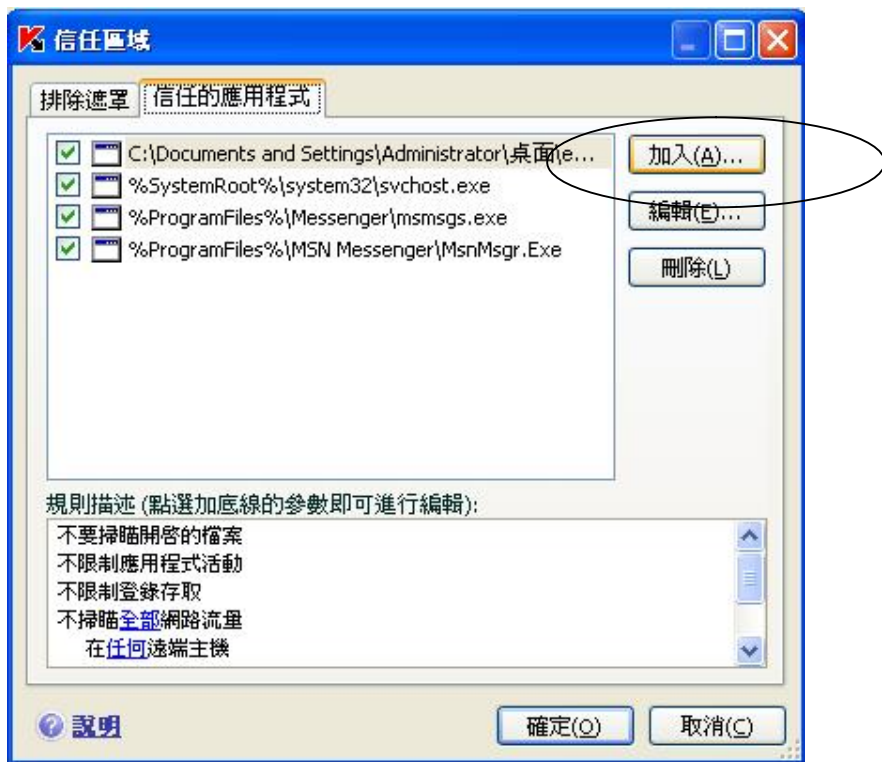 信任區域
排除遮罩 信任的應用程式
C:\Documents and Settings\Administrator\桌面\e...
%SystemRoot%\system32\svchost.exe
%ProgramFiles%\Messenger\msmsgs.exe
%ProgramFiles%\MSN Messenger\MsnMsgr.Exe
加入(A)...
編輯(E)...
刪除(L)
規則描述 (點選加底線的參數即可進行編輯):
不要掃瞄開啓的檔案
不限制應用程式活動
不限制登錄存取
不掃瞄全部網路流量
在任何遠端主機
說明
確定(O) 取消(C)